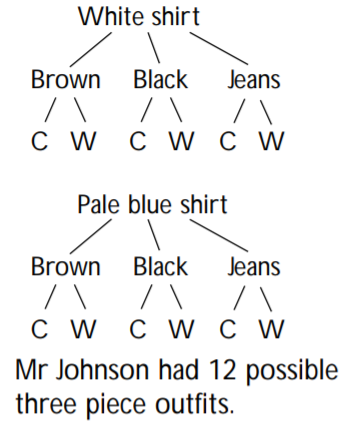 White shirt
Brown Black Jeans
C W C W C W
Pale blue shirt
Brown Black Jeans
C W C W C W
Mr Johnson had 12 possible
three piece outfits.